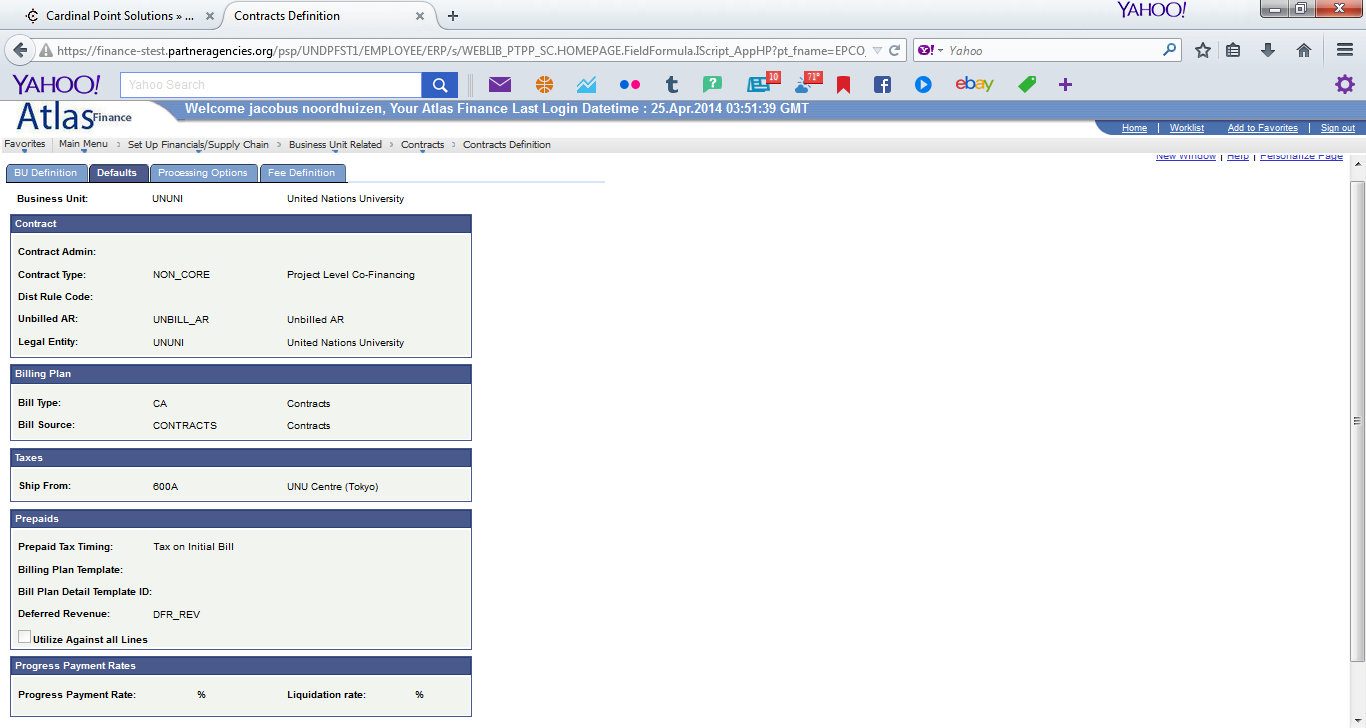 Cardinal Point Solutions » ...
Contracts Definition
YAHOO!
https://finance-stest.partneragencies.org/psp/UNDPFST1/EMPLOYEE/ERP/s/WEBLIB_PTPP_SC.HOMEPAGE.FieldFormula.IScript_AppHP?pt_fname=EPCO_
Yahoo
YAHOO!
Yahoo Search
10
71°
ebay
Atlas Finance
Welcome jacobus noordhuizen, Your Atlas Finance Last Login Datetime : 25.Apr.2014 03:51:39 GMT
Home | Worklist Add to Favorites | Sign out
Favorites Main Menu > Set Up Financials/Supply Chain > Business Unit Related > Contracts > Contracts Definition
New Window | Help | Personalize Page
BU Definition Defaults Processing Options Fee Definition
Business Unit: UNUNI United Nations University
Contract
Contract Admin:
Contract Type: NON_CORE Project Level Co-Financing
Dist Rule Code:
Unbilled AR: UNBILL_AR Unbilled AR
Legal Entity: UNUNI United Nations University
Billing Plan
Bill Type: CA Contracts
Bill Source: CONTRACTS Contracts
Taxes
Ship From: 600A UNU Centre (Tokyo)
Prepaids
Prepaid Tax Timing: Tax on Initial Bill
Billing Plan Template:
Bill Plan Detail Template ID:
Deferred Revenue: DFR_REV
Utilize Against all Lines
Progress Payment Rates
Progress Payment Rate: % Liquidation rate: %